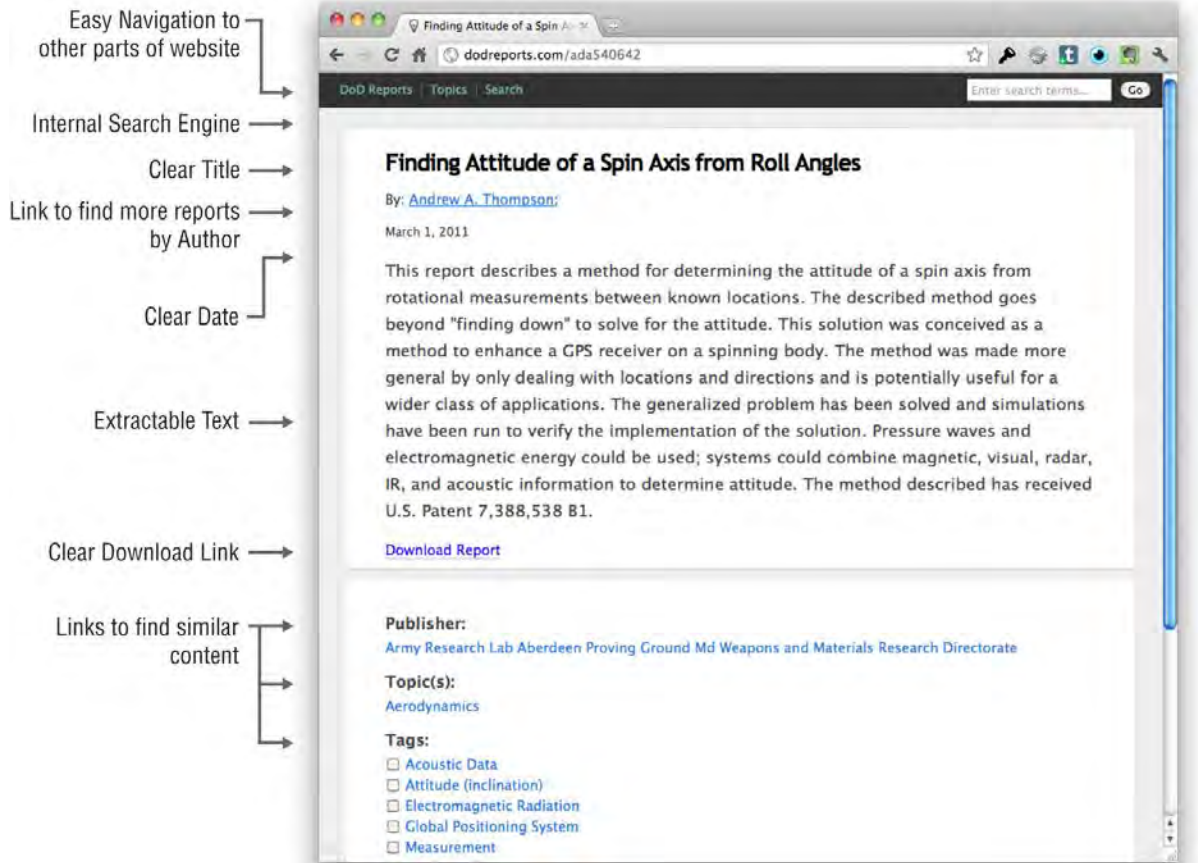 Easy Navigation to
other parts of website
Internal Search Engine
Clear Title
Link to find more reports
by Author
Clear Date
Extractable Text
Clear Download Link
Links to find similar
content
Finding Attitude of a Spin A
dodreports.com/ada540642
DoD Reports | Topics | Search
Enter search terms...
Go
Finding Attitude of a Spin Axis from Roll Angles
By: Andrew A. Thompson;
March 1, 2011
This report describes a method for determining the attitude of a spin axis from
rotational measurements between known locations. The described method goes
beyond "finding down" to solve for the attitude. This solution was conceived as a
method to enhance a GPS receiver on a spinning body. The method was made more
general by only dealing with locations and directions and is potentially useful for a
wider class of applications. The generalized problem has been solved and simulations
have been run to verify the implementation of the solution. Pressure waves and
electromagnetic energy could be used; systems could combine magnetic, visual, radar,
IR, and acoustic information to determine attitude. The method described has received
U.S. Patent 7,388,538 B1.
Download Report
Publisher:
Army Research Lab Aberdeen Proving Ground Md Weapons and Materials Research Directorate
Topic(s):
Aerodynamics
Tags:
Acoustic Data
Attitude (inclination)
Electromagnetic Radiation
Global Positioning System
Measurement